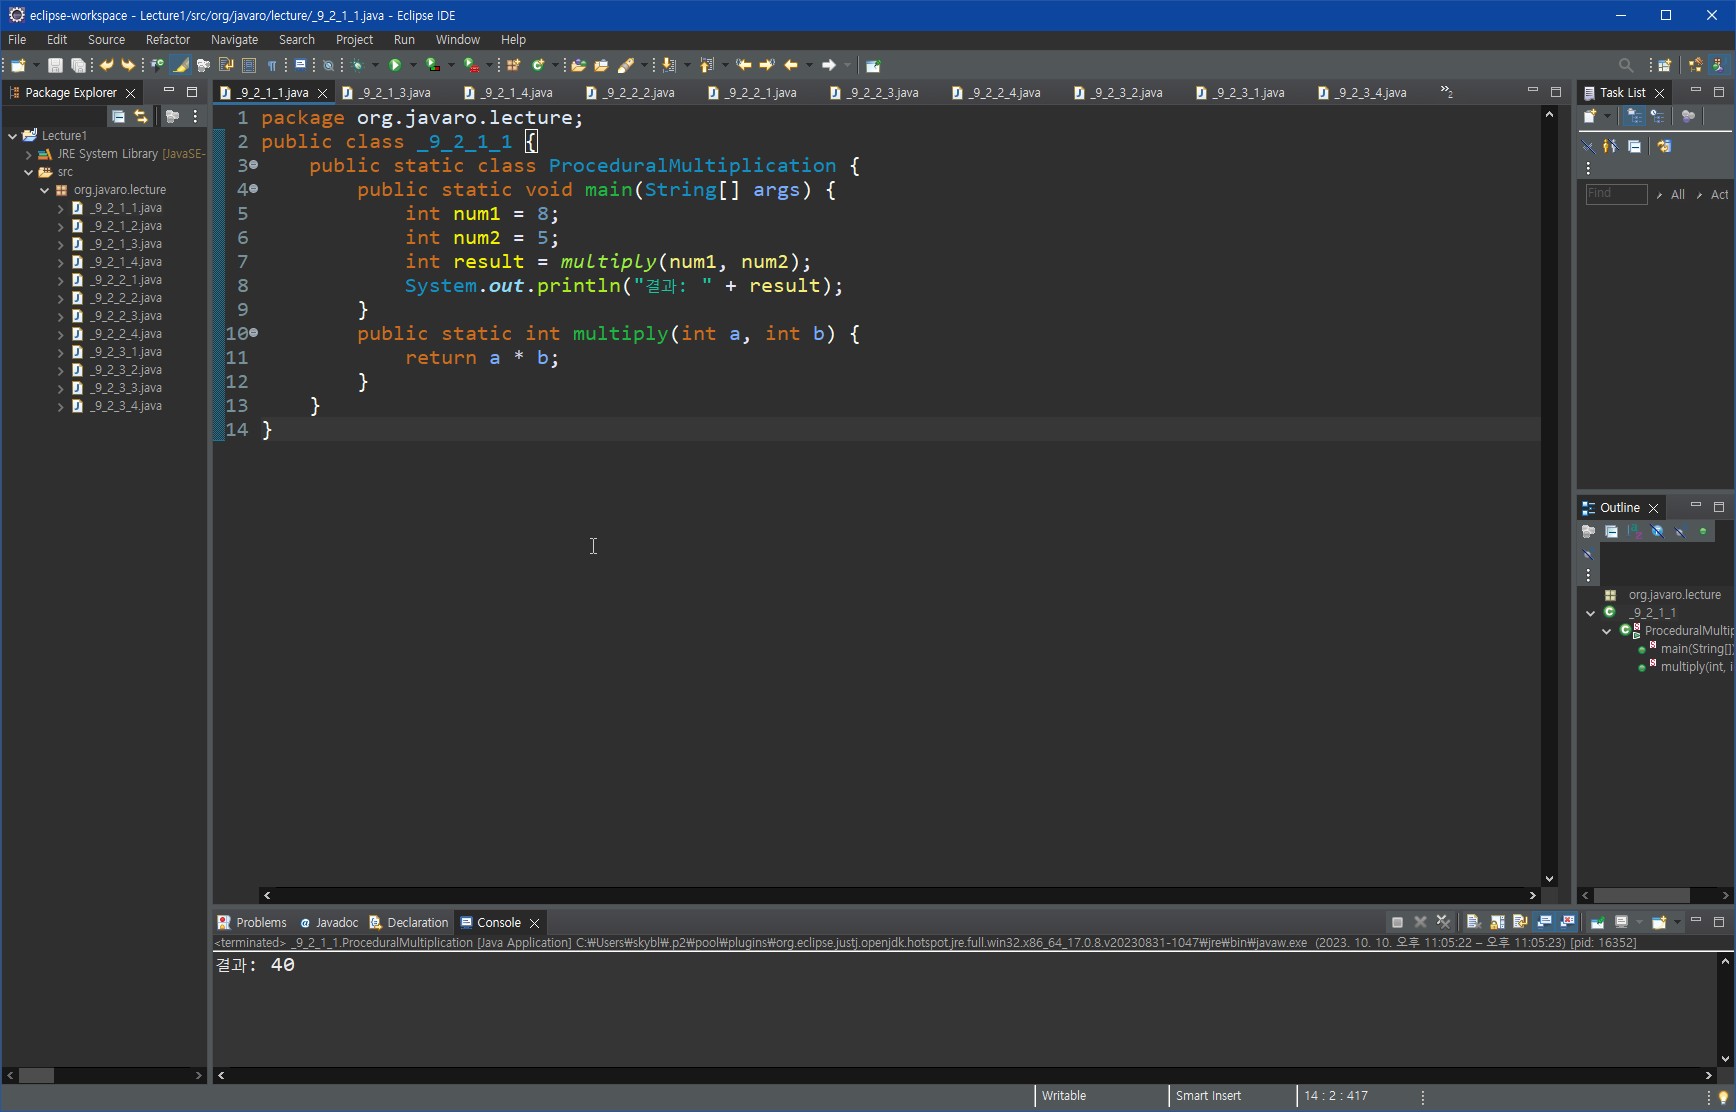 eclipse-workspace - Lecture1/src/org/javaro/lecture/_9_2_1_1.java - Eclipse IDE
File Edit Source Refactor Navigate Search Project Run Window Help
Package Explorer
Lecture1
JRE System Library [JavaSE-
src
org.javaro.lecture
_9_2_1_1.java
_9_2_1_2.java
_9_2_1_3.java
_9_2_1_4.java
_9_2_2_1.java
_9_2_2_2.java
_9_2_2_3.java
_9_2_2_4.java
_9_2_3_1.java
_9_2_3_2.java
_9_2_3_3.java
_9_2_3_4.java
_9_2_1_1.java _9_2_1_3.java _9_2_1_4.java _9_2_2_2.java _9_2_2_1.java _9_2_2_3.java _9_2_2_4.java _9_2_3_2.java _9_2_3_1.java _9_2_3_4.java »2
1 package org.javaro.lecture;
2 public class _9_2_1_1 {
3 public static class ProceduralMultiplication {
4 public static void main(String[] args) {
5 int num1 = 8;
6 int num2 = 5;
7 int result = multiply(num1, num2);
8 System.out.println("결과: " + result);
9 }
10 public static int multiply(int a, int b) {
11 return a * b;
12 }
13 }
14 }
Task List
Find All Act
Outline
org.javaro.lecture
_9_2_1_1
ProceduralMultip
main(String[])
multiply(int, i
Problems Javadoc Declaration Console
<terminated> _9_2_1_1.ProceduralMultiplication [Java Application] C:₩Users₩skybl₩.p2₩pool₩plugins₩org.eclipse.justj.openjdk.hotspot.jre.full.win32.x86_64_17.0.8.v20230831-1047₩jre₩bin₩javaw.exe (2023. 10. 10. 오후 11:05:22 – 오후 11:05:23) [pid: 16352]
결과: 40
Writable Smart Insert 14 : 2 : 417